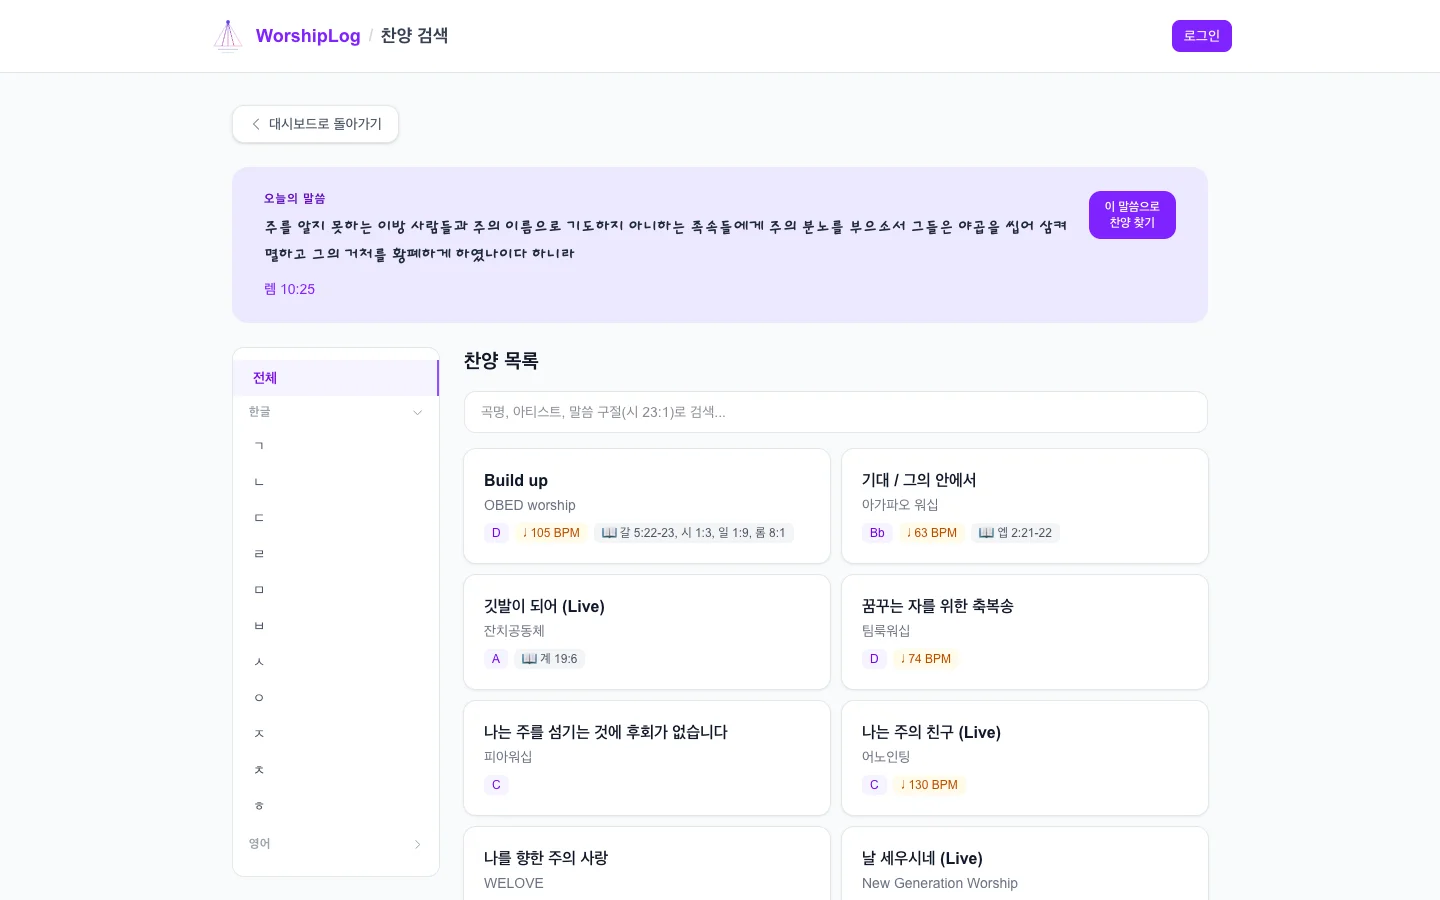 WorshipLog / 찬양 검색
로그인
대시보드로 돌아가기
오늘의 말씀
주를 알지 못하는 이방 사람들과 주의 이름으로 기도하지 아니하는 족속들에게 주의 분노를 부으소서 그들은 야곱을 씹어 삼켜
멸하고 그의 거처를 황폐하게 하였나이다 하니라
렘 10:25
이 말씀으로
찬양 찾기
전체
한글
ㄱ
ㄴ
ㄷ
ㄹ
ㅁ
ㅂ
ㅅ
ㅇ
ㅈ
ㅊ
ㅎ
영어
찬양 목록
곡명, 아티스트, 말씀 구절(시 23:1)로 검색...
Build up
OBED worship
D ♩ 105 BPM 📖 갈 5:22-23, 시 1:3, 일 1:9, 롬 8:1
기대 / 그의 안에서
아가파오 워십
Bb ♩ 63 BPM 📖 엡 2:21-22
깃발이 되어 (Live)
잔치공동체
A 📖 계 19:6
꿈꾸는 자를 위한 축복송
팀룩워십
D ♩ 74 BPM
나는 주를 섬기는 것에 후회가 없습니다
피아워십
C
나는 주의 친구 (Live)
어노인팅
C ♩ 130 BPM
나를 향한 주의 사랑
WELOVE
날 세우시네 (Live)
New Generation Worship